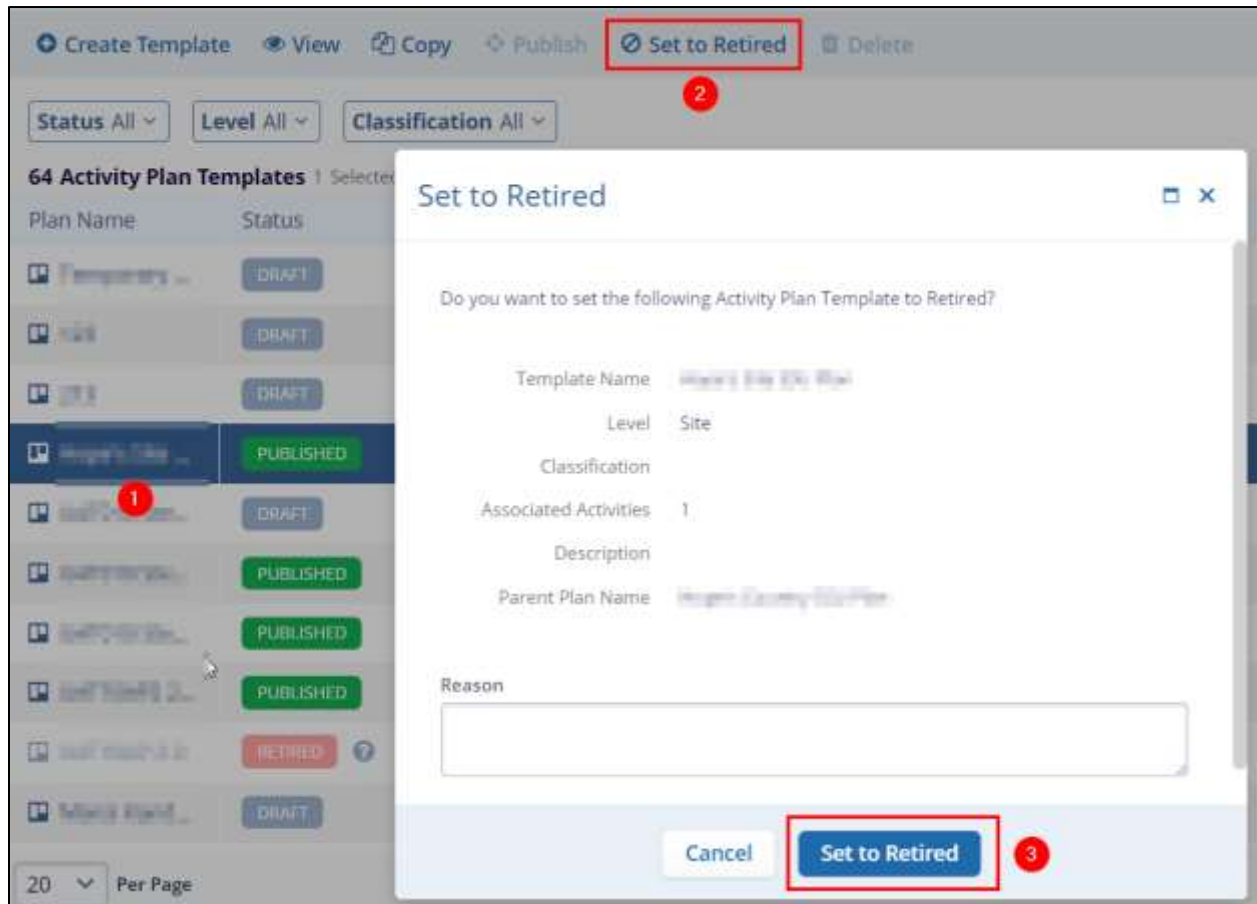 Create Template View Copy Publish Set to Retired Delete
2
Status All Level All Classification All
64 Activity Plan Templates 1 Selected
Plan Name Status
DRAFT
DRAFT
DRAFT
PUBLISHED
1
DRAFT
PUBLISHED
PUBLISHED
PUBLISHED
RETIRED ?
DRAFT
20 Per Page
Set to Retired
Do you want to set the following Activity Plan Template to Retired?
Template Name
Level Site
Classification
Associated Activities 1
Description
Parent Plan Name
Reason
Cancel Set to Retired 3